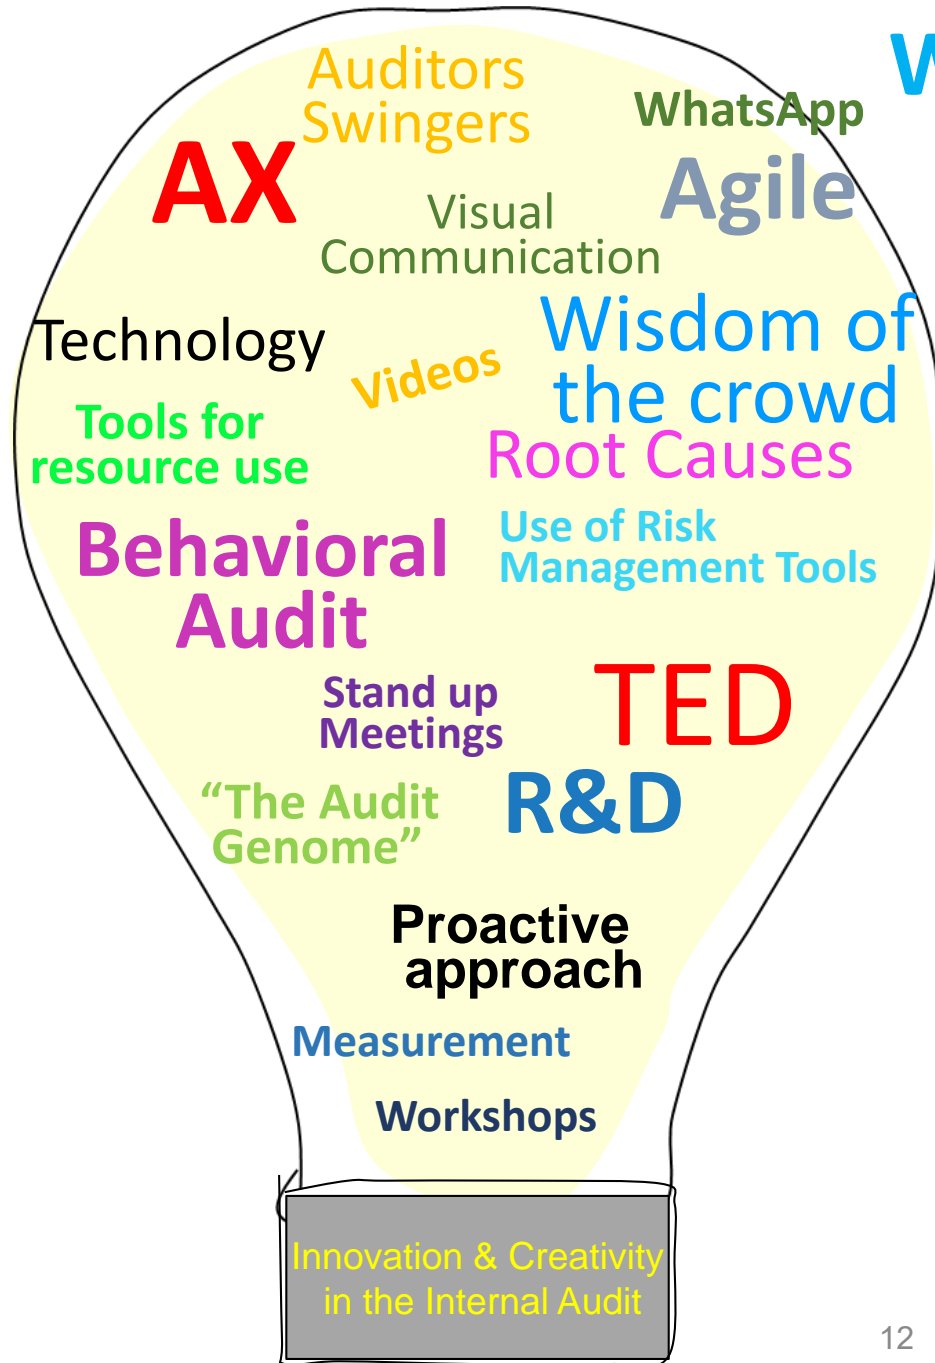 Auditors
Swingers
WhatsApp
AX
Agile
Visual
Communication
Wisdom of
the crowd
Technology
Videos
Tools for
resource use
Root Causes
Behavioral
Audit
Use of Risk
Management Tools
Stand up
Meetings
TED
“The Audit
Genome”
R&D
Proactive
approach
Measurement
Workshops
Innovation & Creativity
in the Internal Audit
12